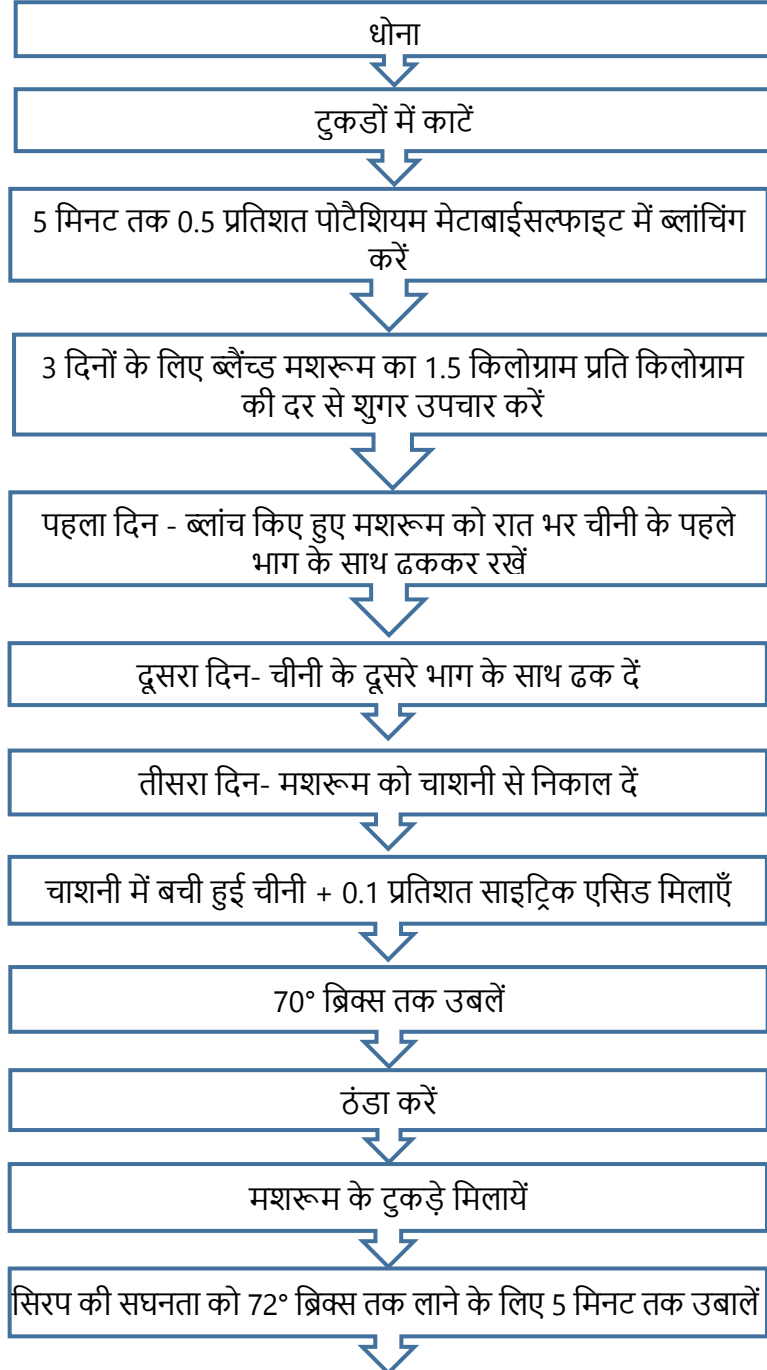 धोना
टुकडों में काटें
5 मिनट तक 0.5 प्रतिशत पोटैशियम मेटाबाईसल्फाइट में ब्लांचिंग
करें
3 दिनों के लिए ब्लैंच्ड मशरूम का 1.5 किलोग्राम प्रति किलोग्राम
की दर से शुगर उपचार करें
पहला दिन - ब्लांच किए हुए मशरूम को रात भर चीनी के पहले
भाग के साथ ढककर रखें
दूसरा दिन- चीनी के दूसरे भाग के साथ ढक दें
तीसरा दिन- मशरूम को चाशनी से निकाल दें
चाशनी में बची हुई चीनी + 0.1 प्रतिशत साइट्रिक एसिड मिलाएँ
70° ब्रिक्स तक उबलें
ठंडा करें
मशरूम के टुकड़े मिलायें
सिरप की सघनता को 72° ब्रिक्स तक लाने के लिए 5 मिनट तक उबालें